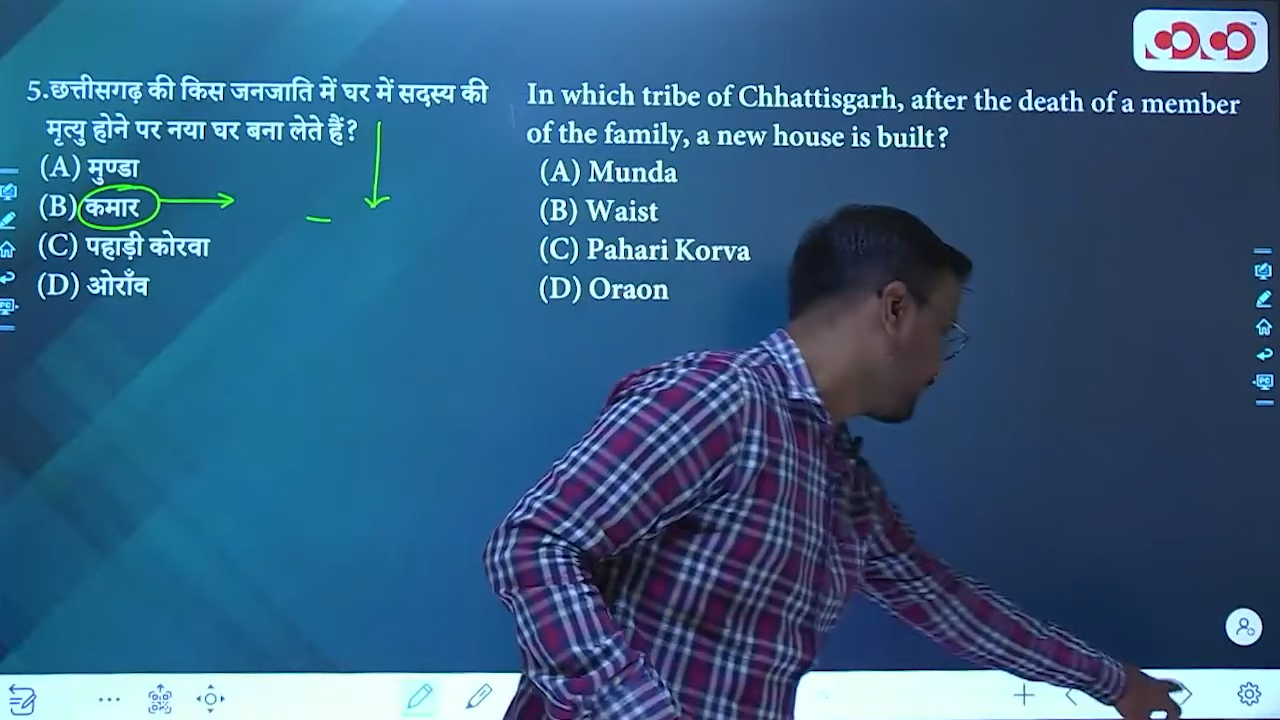 5.छत्तीसगढ़ की किस जनजाति में घर में सदस्य की
मृत्यु होने पर नया घर बना लेते हैं?
(A) मुण्डा
(B) कमार
(C) पहाड़ी कोरवा
(D) ओराँव
In which tribe of Chhattisgarh, after the death of a member
of the family, a new house is built?
(A) Munda
(B) Waist
(C) Pahari Korva
(D) Oraon